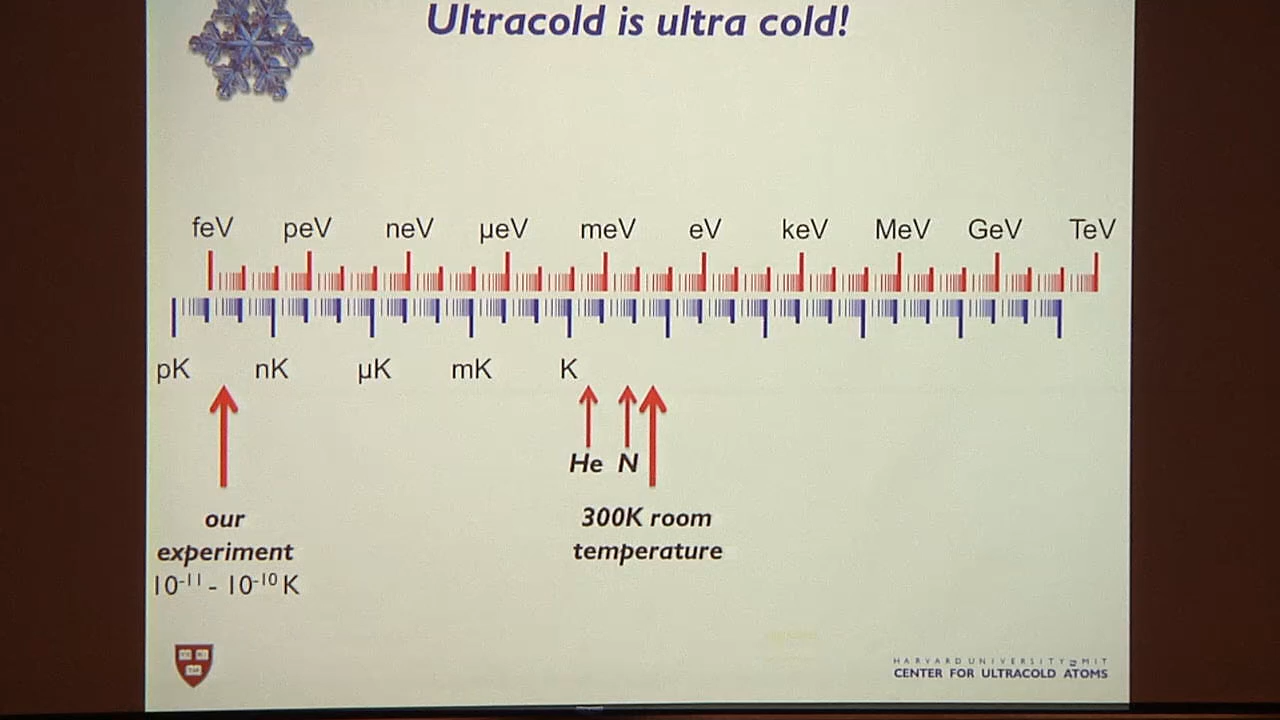 Ultracold is ultra cold!
feV peV neV µeV meV eV keV MeV GeV TeV
pK nK µK mK K
He N
our
experiment
10⁻¹¹ - 10⁻¹⁰ K
300K room
temperature
HARVARD UNIVERSITY MIT
CENTER FOR ULTRACOLD ATOMS